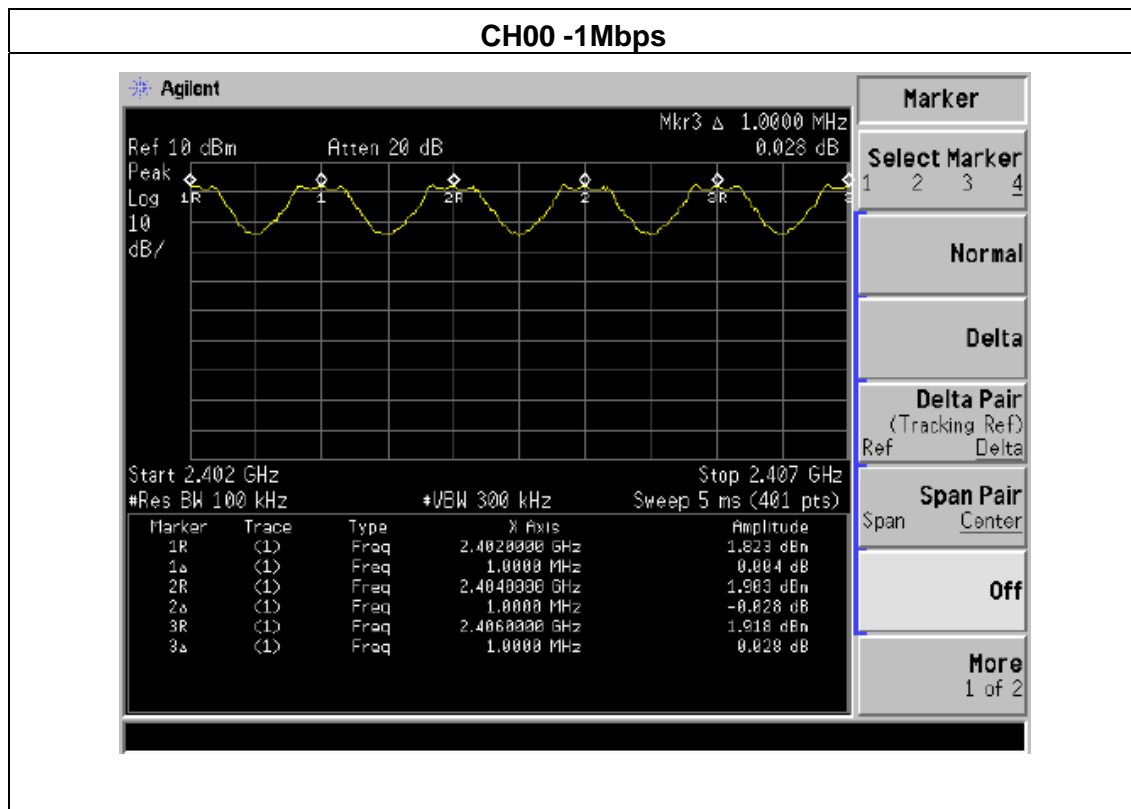 CH00 -1Mbps
Agilent
Mkr3 Δ 1.0000 MHz
Ref 10 dBm Atten 20 dB 0.028 dB
Peak
Log
10
dB/
1R 1 2R 2 3R 3
Start 2.402 GHz Stop 2.407 GHz
#Res BW 100 kHz #VBW 300 kHz Sweep 5 ms (401 pts)
Marker Trace Type X Axis Amplitude
1R (1) Freq 2.4020000 GHz 1.823 dBm
1Δ (1) Freq 1.0000 MHz 0.004 dB
2R (1) Freq 2.4040000 GHz 1.903 dBm
2Δ (1) Freq 1.0000 MHz -0.028 dB
3R (1) Freq 2.4060000 GHz 1.918 dBm
3Δ (1) Freq 1.0000 MHz 0.028 dB
Marker
Select Marker
1 2 3 4
Normal
Delta
Delta Pair
(Tracking Ref)
Ref Delta
Span Pair
Span Center
Off
More
1 of 2